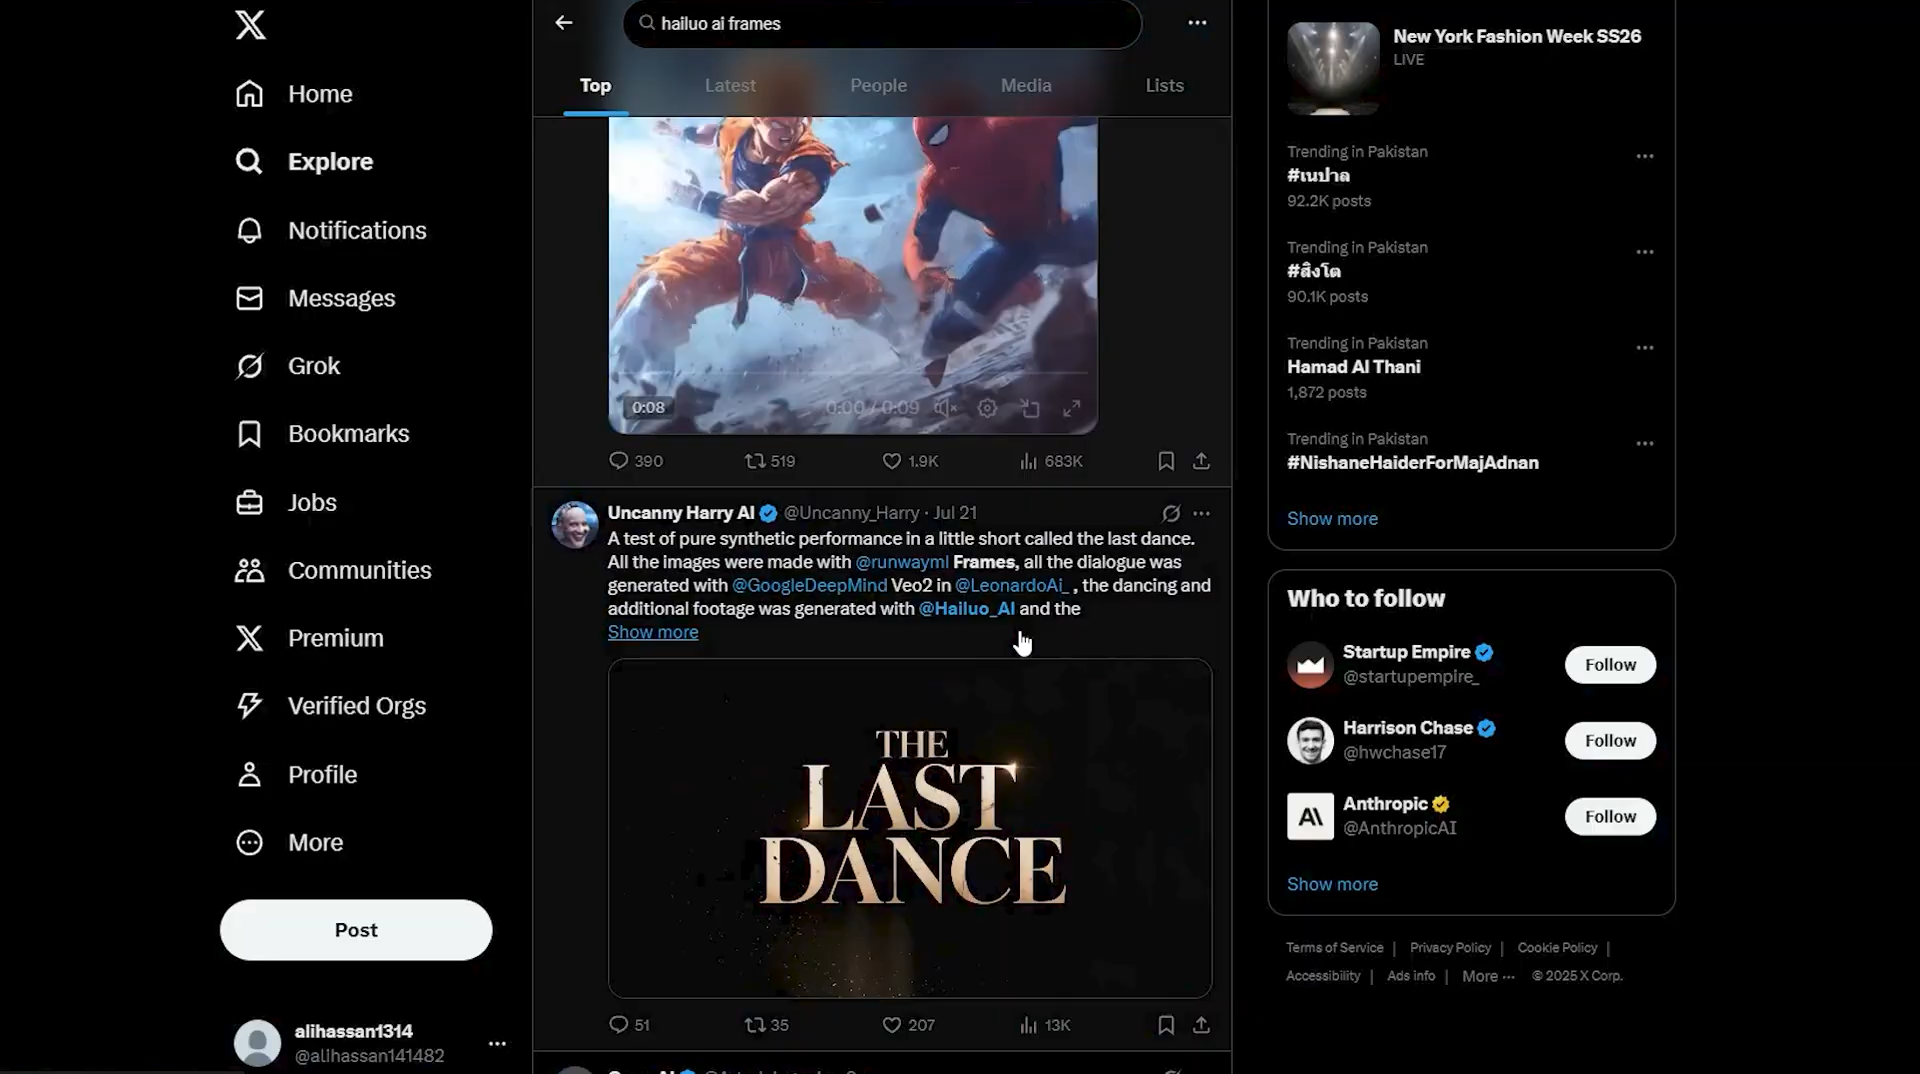 hailuo ai frames
Top
Latest
People
Media
Lists
Home
Explore
Notifications
Messages
Grok
Bookmarks
Jobs
Communities
Premium
Verified Orgs
Profile
More
Post
alihassan1314
@alihassan141482
0:08
0:00 / 0:09
390
519
1.9K
683K
Uncanny Harry AI @Uncanny_Harry · Jul 21
A test of pure synthetic performance in a little short called the last dance.
All the images were made with @runwayml Frames, all the dialogue was
generated with @GoogleDeepMind Veo2 in @LeonardoAi_ , the dancing and
additional footage was generated with @Hailuo_AI and the
Show more
THE
LAST
DANCE
51
35
207
13K
New York Fashion Week SS26
LIVE
Trending in Pakistan
#เนปาล
92.2K posts
Trending in Pakistan
#สิงโต
90.1K posts
Trending in Pakistan
Hamad Al Thani
1,872 posts
Trending in Pakistan
#NishaneHaiderForMajAdnan
Show more
Who to follow
Startup Empire
@startupempire_
Follow
Harrison Chase
@hwchase17
Follow
AI
Anthropic
@AnthropicAI
Follow
Show more
Terms of Service | Privacy Policy | Cookie Policy |
Accessibility | Ads info | More ··· © 2025 X Corp.